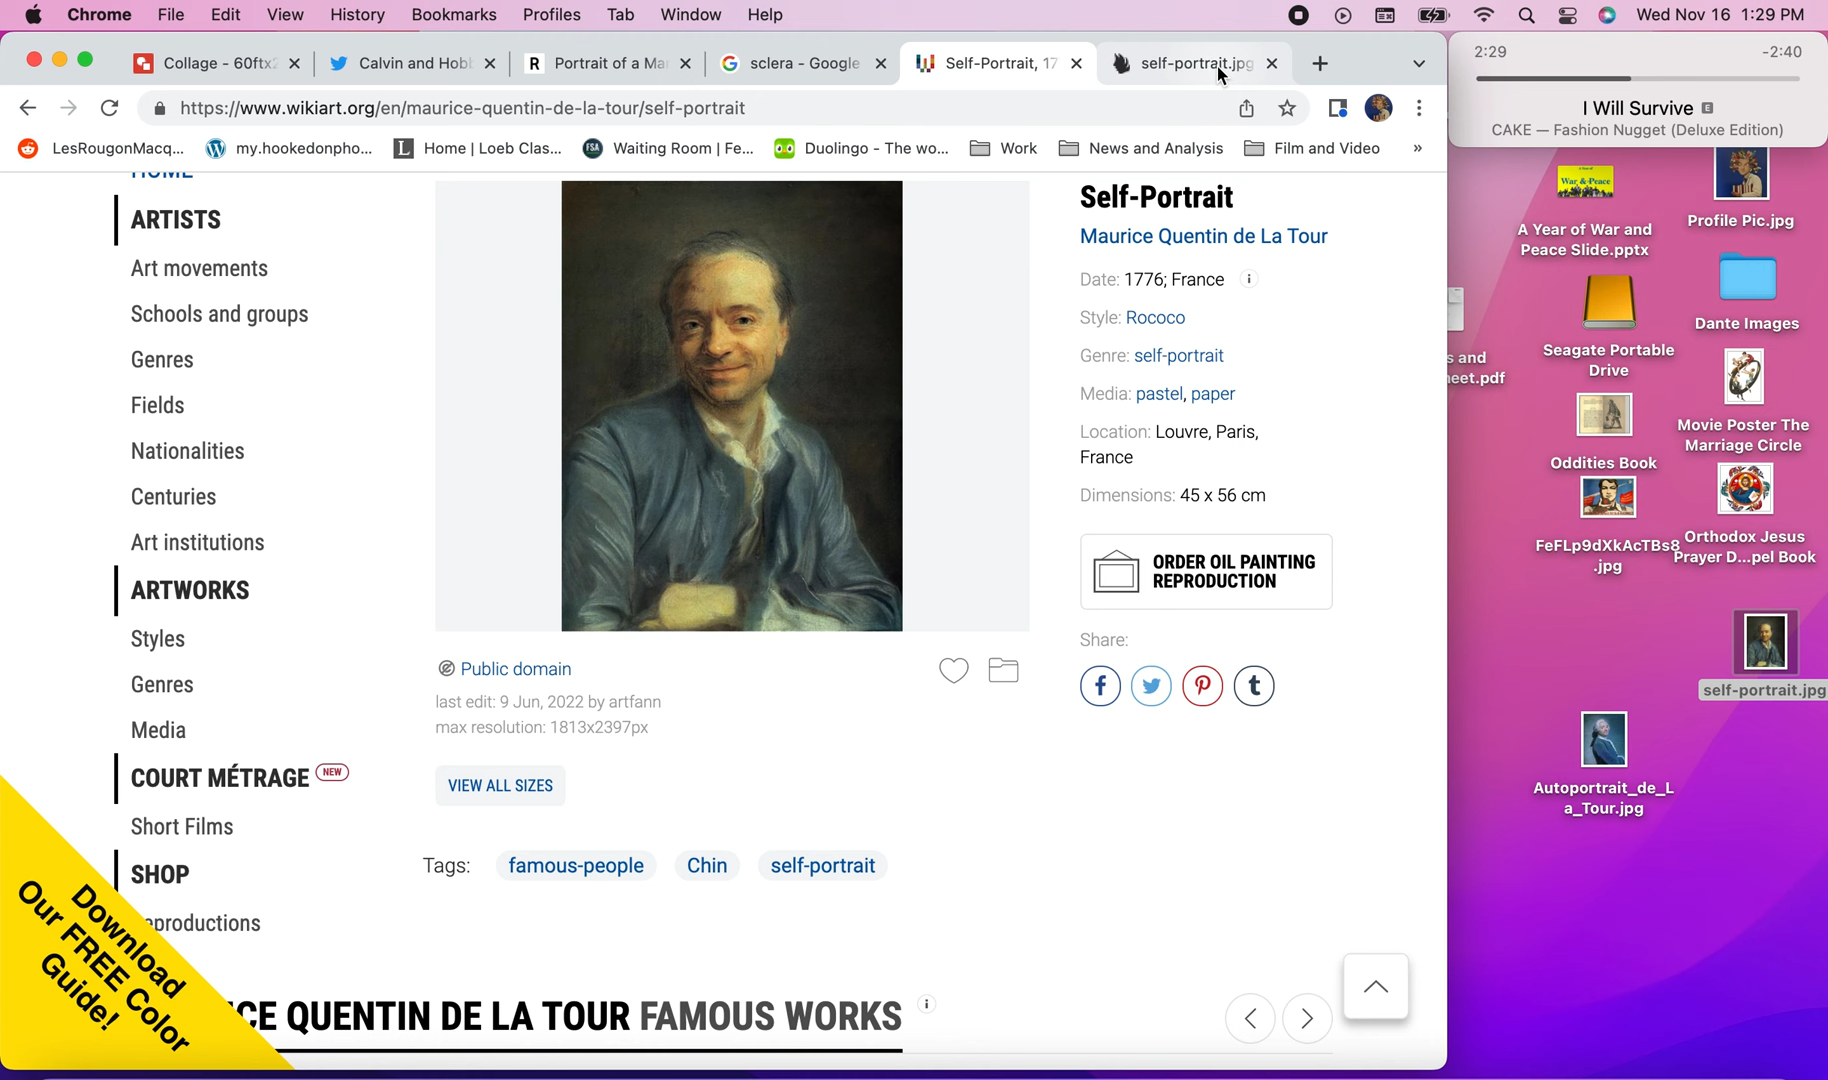 Chrome File Edit View History Bookmarks Profiles Tab Window Help Wed Nov 16 1:29 PM
Collage - 60ftx Calvin and Hob Portrait of a Ma sclera - Google Self-Portrait, 17 self-portrait.jpg
https://www.wikiart.org/en/maurice-quentin-de-la-tour/self-portrait
LesRougonMacq... my.hookedonpho... Home | Loeb Clas... FSA Waiting Room | Fe... Duolingo - The wo... Work News and Analysis Film and Video »
2:29 -2:40
I Will Survive E
CAKE — Fashion Nugget (Deluxe Edition)
HOME
ARTISTS
Art movements
Schools and groups
Genres
Fields
Nationalities
Centuries
Art institutions
ARTWORKS
Styles
Genres
Media
COURT MÉTRAGE NEW
Short Films
SHOP
eproductions
Download
Our FREE Color
Guide!
Self-Portrait
Maurice Quentin de La Tour
Date: 1776; France
Style: Rococo
Genre: self-portrait
Media: pastel, paper
Location: Louvre, Paris,
France
Dimensions: 45 x 56 cm
ORDER OIL PAINTING
REPRODUCTION
Share:
Public domain
last edit: 9 Jun, 2022 by artfann
max resolution: 1813x2397px
VIEW ALL SIZES
Tags: famous-people Chin self-portrait
CE QUENTIN DE LA TOUR FAMOUS WORKS
War & Peace
A Year of War and
Peace Slide.pptx
Profile Pic.jpg
s and
eet.pdf
Seagate Portable
Drive
Dante Images
Oddities Book
Movie Poster The
Marriage Circle
FeFLp9dXkAcTBs8
.jpg
Orthodox Jesus
Prayer D...pel Book
self-portrait.jpg
Autoportrait_de_L
a_Tour.jpg